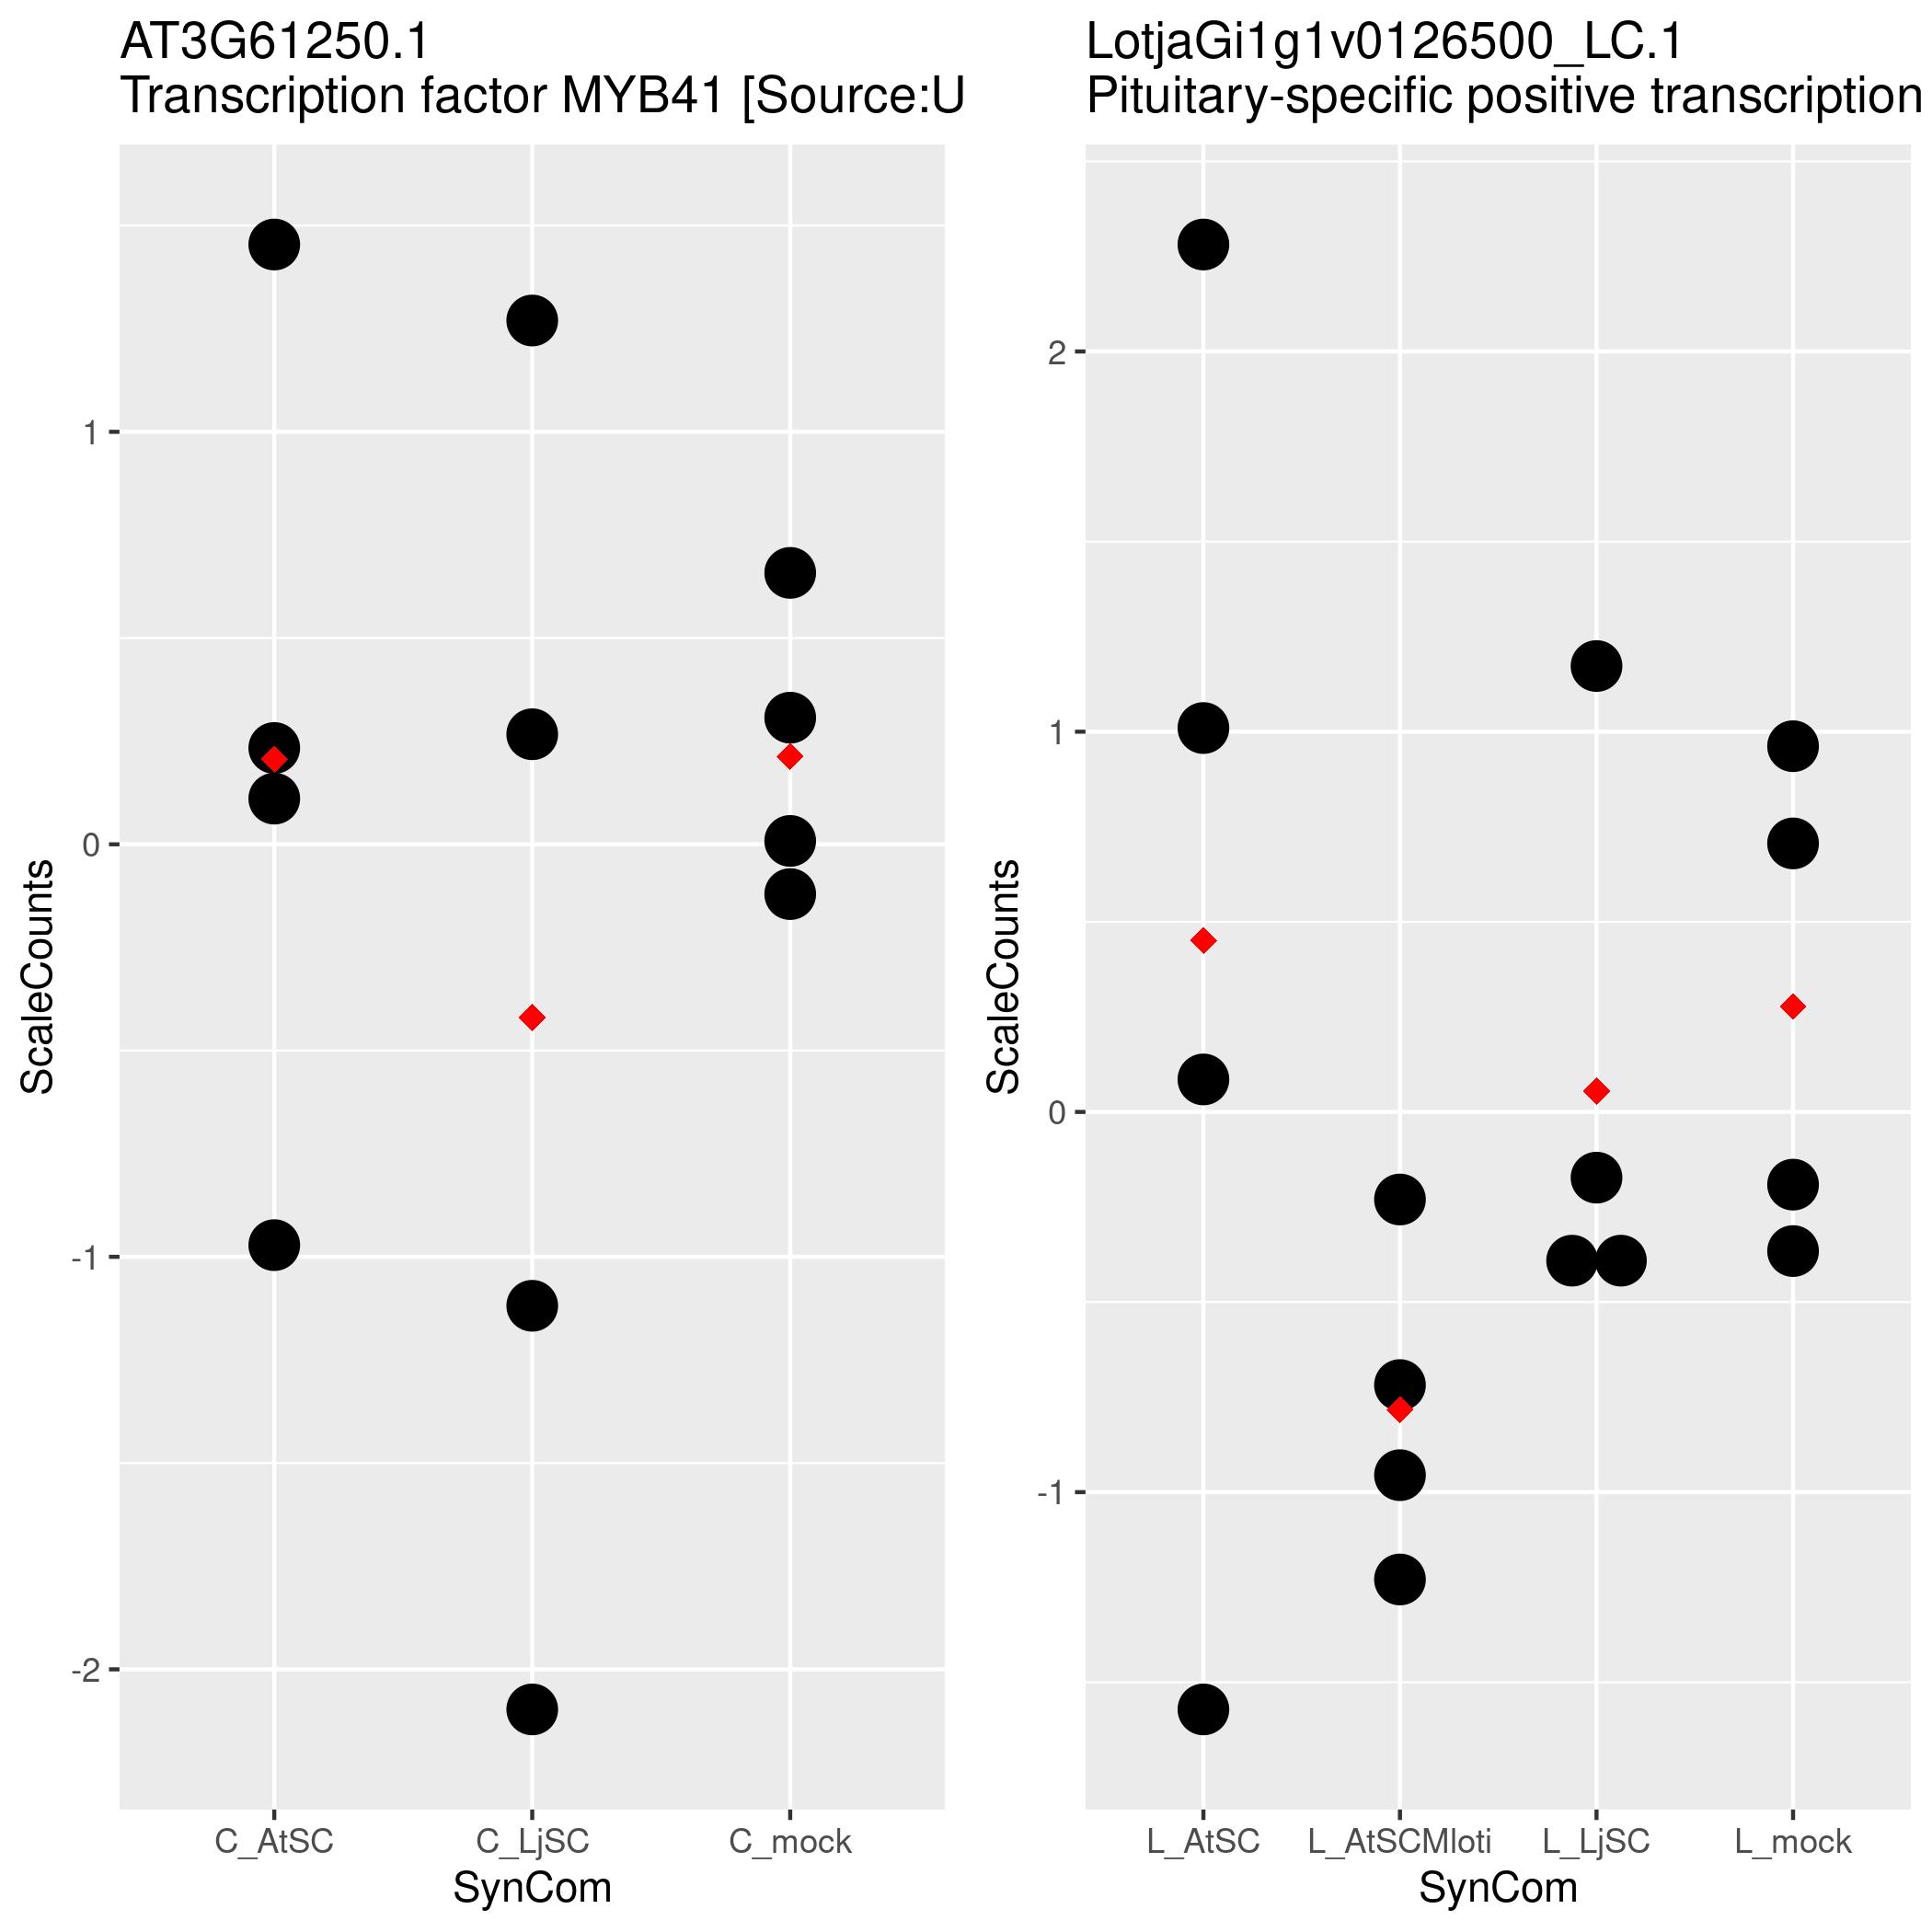 AT3G61250.1
Transcription factor MYB41 [Source:U
ScaleCounts
1
0
-1
-2
C_AtSC C_LjSC C_mock
SynCom
LotjaGi1g1v0126500_LC.1
Pituitary-specific positive transcription
ScaleCounts
2
1
0
-1
L_AtSC L_AtSCMloti L_LjSC L_mock
SynCom